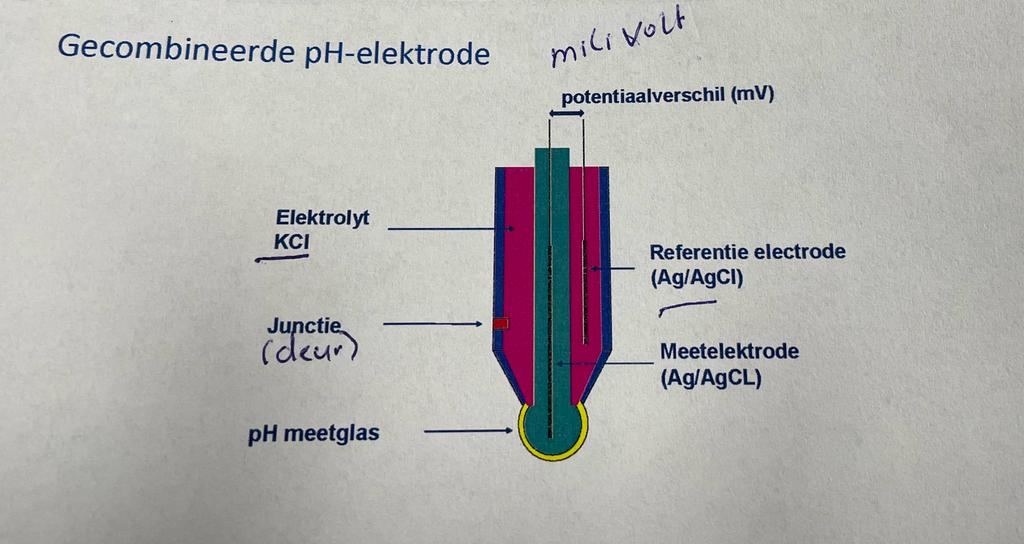 Gecombineerde pH-elektrode
mili Volt
potentiaalverschil (mV)
Elektrolyt
KCl
Referentie electrode
(Ag/AgCl)
Junctie
(deur)
Meetelektrode
(Ag/AgCL)
pH meetglas